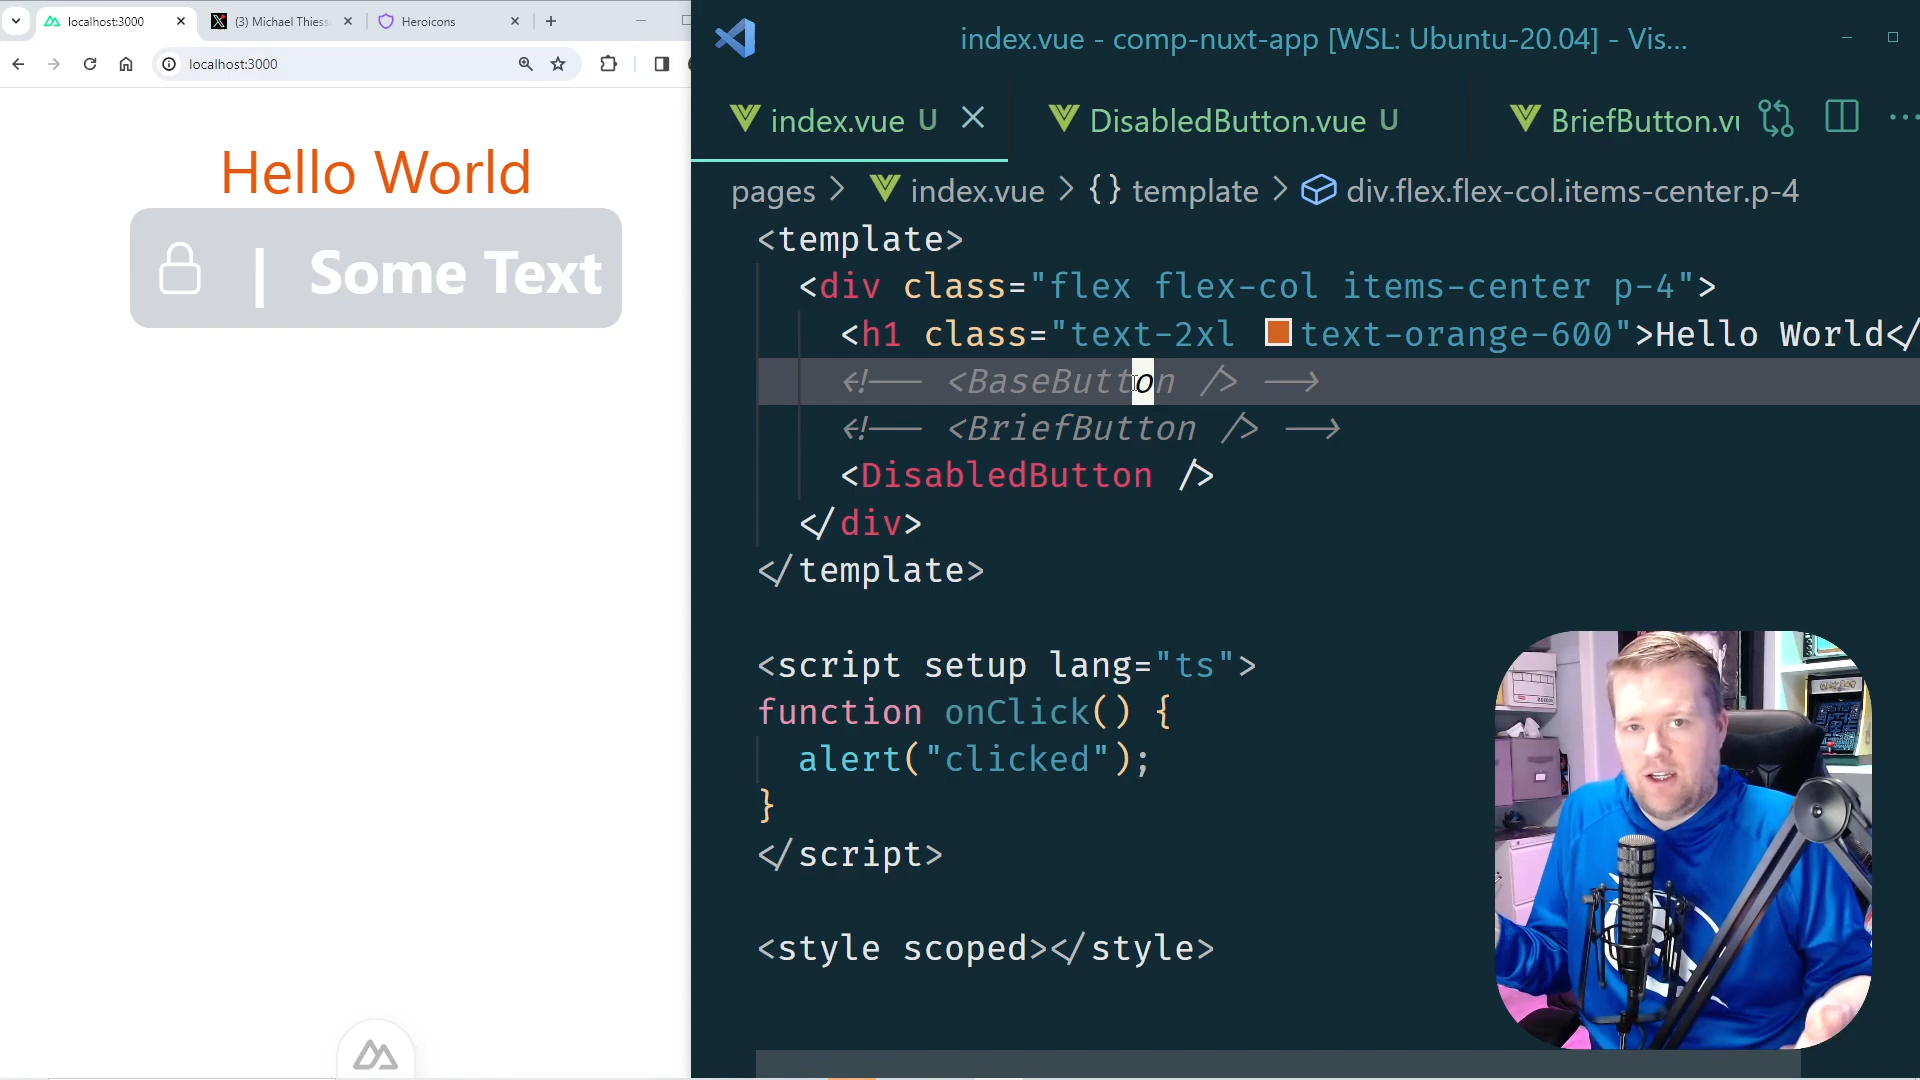 localhost:3000
(3) Michael Thiess
Heroicons
localhost:3000
Hello World
| Some Text
index.vue - comp-nuxt-app [WSL: Ubuntu-20.04] - Vis...
index.vue U
DisabledButton.vue U
BriefButton.vu
pages > index.vue > {} template > div.flex.flex-col.items-center.p-4
<template>
<div class="flex flex-col items-center p-4">
<h1 class="text-2xl text-orange-600">Hello World</
<!-- <BaseButton /> -->
<!-- <BriefButton /> -->
<DisabledButton />
</div>
</template>
<script setup lang="ts">
function onClick() {
alert("clicked");
}
</script>
<style scoped></style>